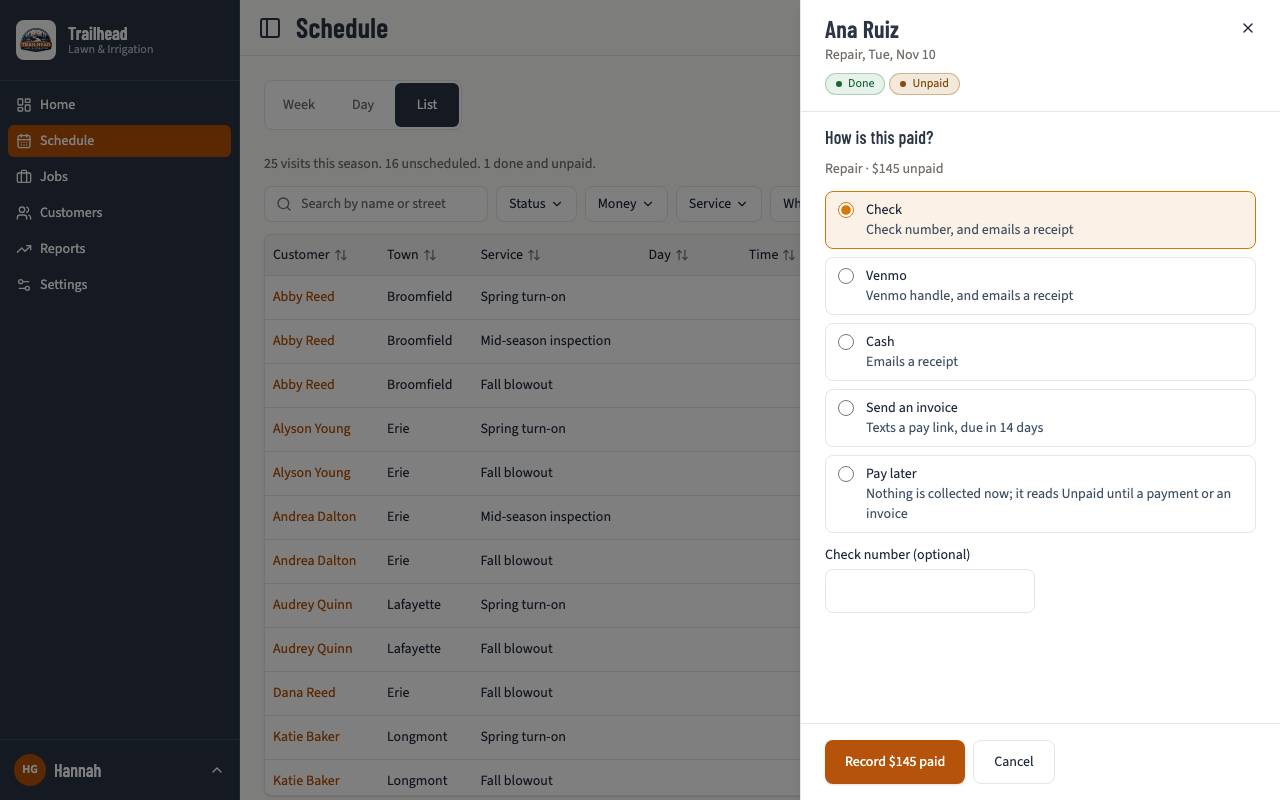 Trailhead
Lawn & Irrigation
Home
Schedule
Jobs
Customers
Reports
Settings
HG
Hannah
Schedule
Week Day List
25 visits this season. 16 unscheduled. 1 done and unpaid.
Search by name or street Status Money Service Wh
Customer Town Service Day Time
Abby Reed Broomfield Spring turn-on
Abby Reed Broomfield Mid-season inspection
Abby Reed Broomfield Fall blowout
Alyson Young Erie Spring turn-on
Alyson Young Erie Fall blowout
Andrea Dalton Erie Mid-season inspection
Andrea Dalton Erie Fall blowout
Audrey Quinn Lafayette Spring turn-on
Audrey Quinn Lafayette Fall blowout
Dana Reed Erie Fall blowout
Katie Baker Longmont Spring turn-on
Katie Baker Longmont Fall blowout
Ana Ruiz
Repair, Tue, Nov 10
Done Unpaid
How is this paid?
Repair · $145 unpaid
Check
Check number, and emails a receipt
Venmo
Venmo handle, and emails a receipt
Cash
Emails a receipt
Send an invoice
Texts a pay link, due in 14 days
Pay later
Nothing is collected now; it reads Unpaid until a payment or an
invoice
Check number (optional)
Record $145 paid Cancel